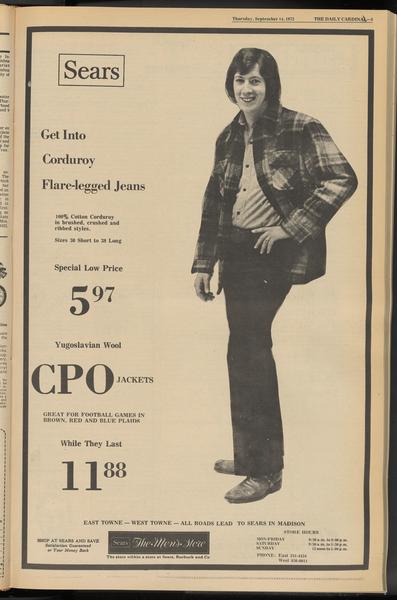 Thursday, September 14, 1972
THE DAILY CARDINAL—5
Sears
Get Into
Corduroy
Flare-legged Jeans
100% Cotton Corduroy
in brushed, crushed and
ribbed styles.
Sizes 30 Short to 38 Long
Special Low Price
5 97
Yugoslavian Wool
CPO JACKETS
GREAT FOR FOOTBALL GAMES IN
BROWN, RED AND BLUE PLAIDS
While They Last
11 88
EAST TOWNE — WEST TOWNE — ALL ROADS LEAD TO SEARS IN MADISON
SHOP AT SEARS AND SAVE
Satisfaction Guaranteed
or Your Money Back
Sears The Men's Store
The store within a store at Sears, Roebuck and Co
STORE HOURS
MON-FRIDAY
SATURDAY
SUNDAY
PHONE: East
West